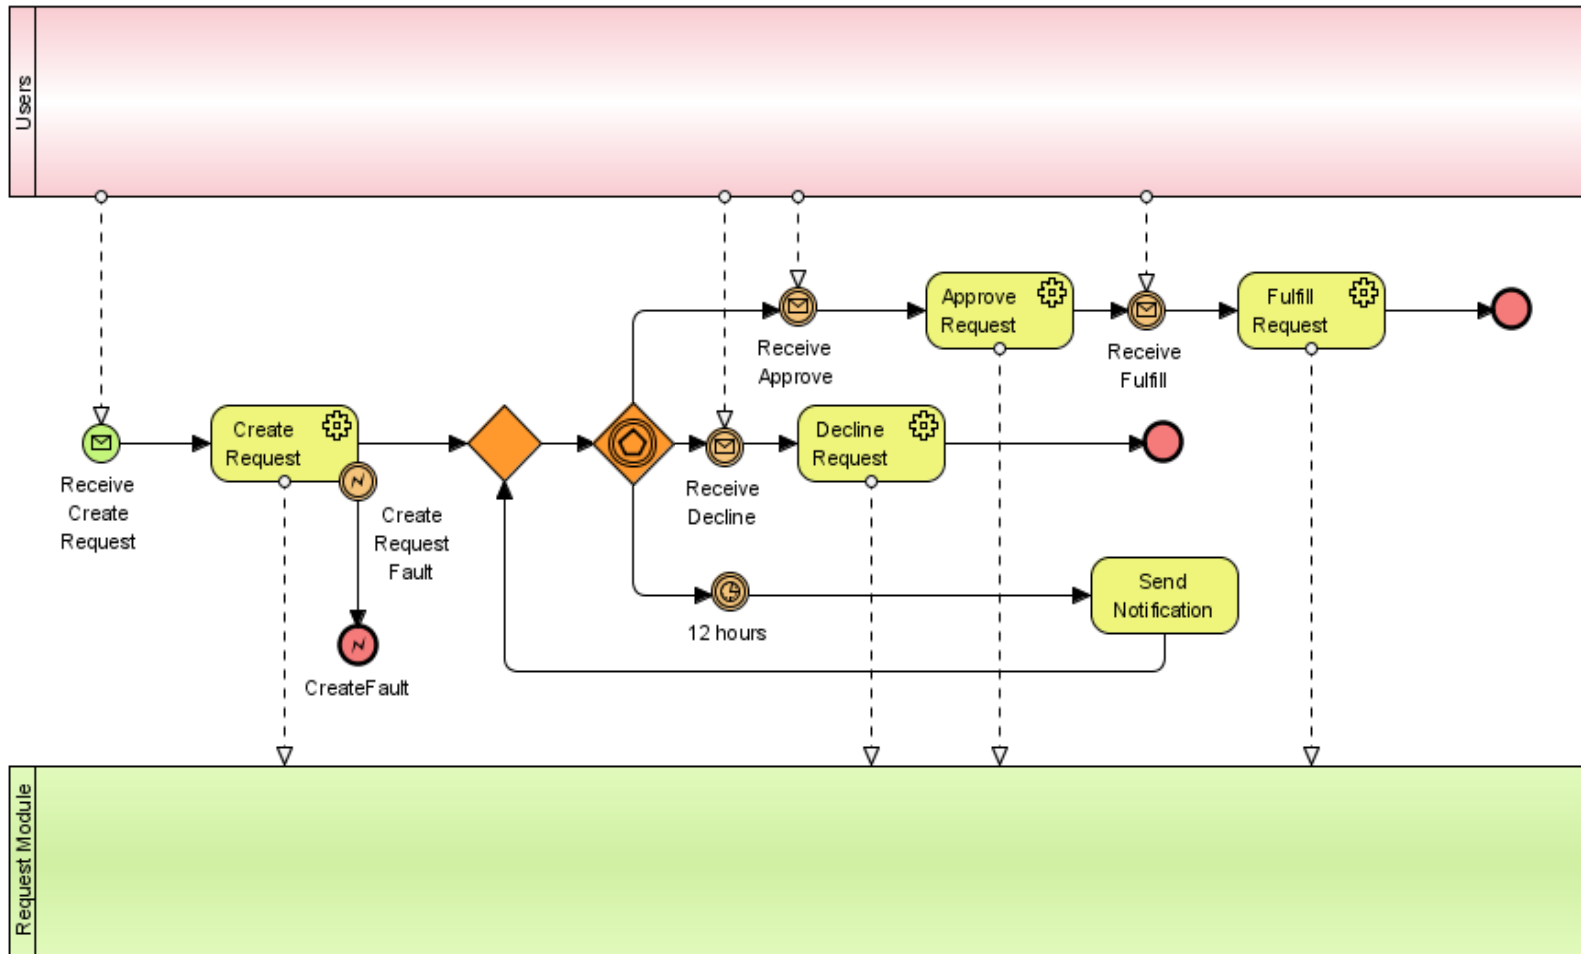 Users
Receive
Create
Request
Create
Request
Create
Request
Fault
CreateFault
Receive
Approve
Approve
Request
Receive
Fulfill
Fulfill
Request
Receive
Decline
Decline
Request
12 hours
Send
Notification
Request Module